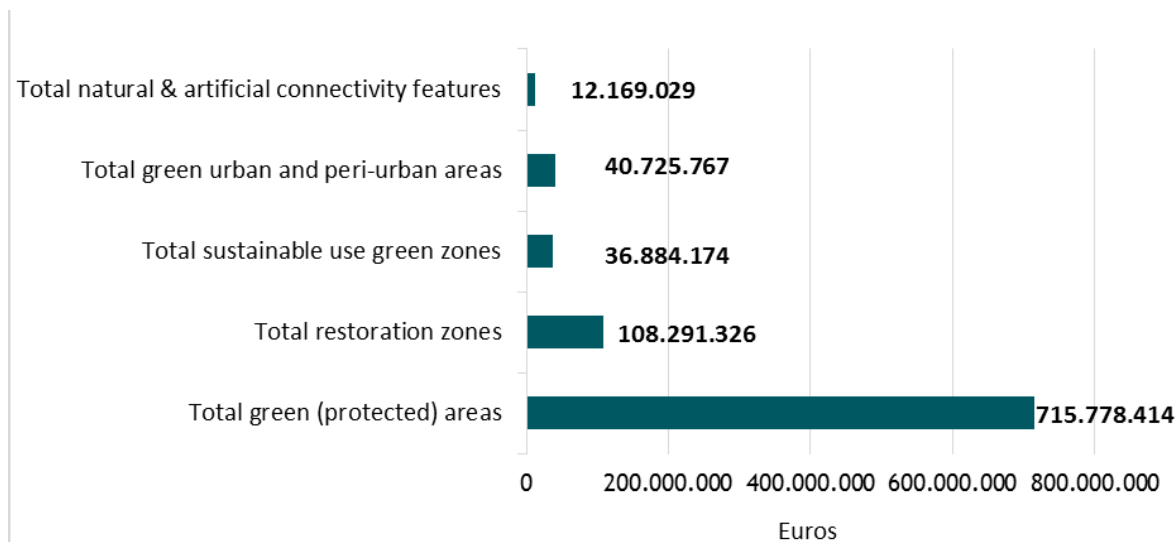 Total natural & artificial connectivity features
12.169.029
Total green urban and peri-urban areas
40.725.767
Total sustainable use green zones
36.884.174
Total restoration zones
108.291.326
Total green (protected) areas
715.778.414
0 200.000.000 400.000.000 600.000.000 800.000.000
Euros